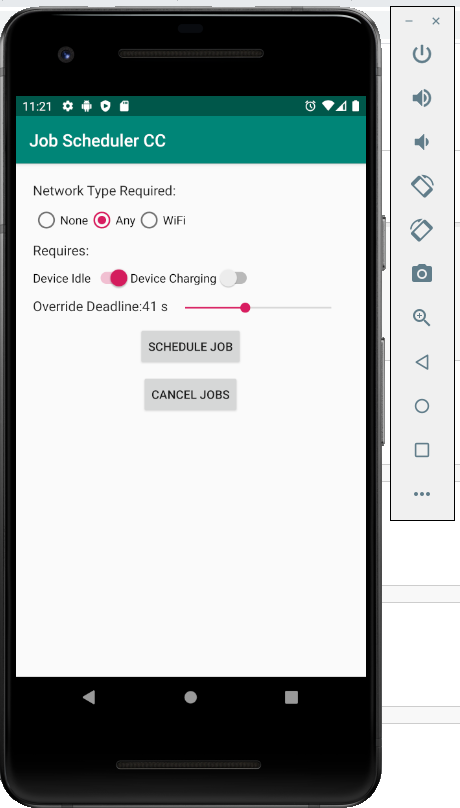 11:21
Job Scheduler CC
Network Type Required:
None Any WiFi
Requires:
Device Idle Device Charging
Override Deadline:41 s
SCHEDULE JOB
CANCEL JOBS